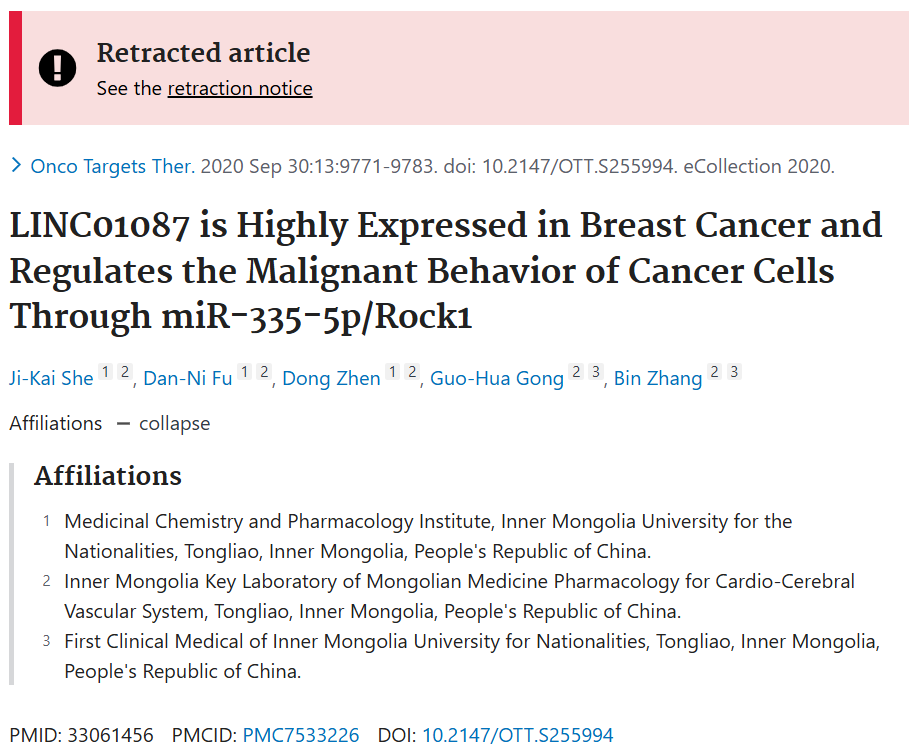 Retracted article
See the retraction notice
Onco Targets Ther. 2020 Sep 30:13:9771-9783. doi: 10.2147/OTT.S255994. eCollection 2020.
LINC01087 is Highly Expressed in Breast Cancer and
Regulates the Malignant Behavior of Cancer Cells
Through miR-335-5p/Rock1
Ji-Kai She 1 2, Dan-Ni Fu 1 2, Dong Zhen 1 2, Guo-Hua Gong 2 3, Bin Zhang 2 3
Affiliations — collapse
Affiliations
1 Medicinal Chemistry and Pharmacology Institute, Inner Mongolia University for the
Nationalities, Tongliao, Inner Mongolia, People's Republic of China.
2 Inner Mongolia Key Laboratory of Mongolian Medicine Pharmacology for Cardio-Cerebral
Vascular System, Tongliao, Inner Mongolia, People's Republic of China.
3 First Clinical Medical of Inner Mongolia University for Nationalities, Tongliao, Inner Mongolia,
People's Republic of China.
PMID: 33061456 PMCID: PMC7533226 DOI: 10.2147/OTT.S255994